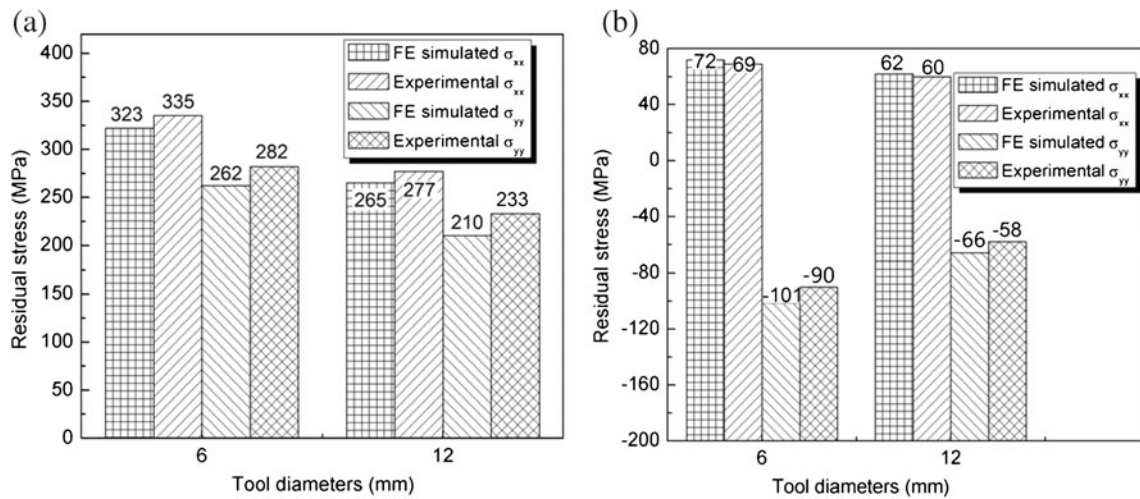 (a)
Residual stress (MPa)
400
350
300
250
200
150
100
50
0
FE simulated σxx
Experimental σxx
FE simulated σyy
Experimental σyy
323
335
262
282
265
277
210
233
6
12
Tool diameters (mm)
(b)
Residual stress (MPa)
80
40
0
-40
-80
-120
-160
-200
FE simulated σxx
Experimental σxx
FE simulated σyy
Experimental σyy
72
69
-101
-90
62
60
-66
-58
6
12
Tool diameters (mm)